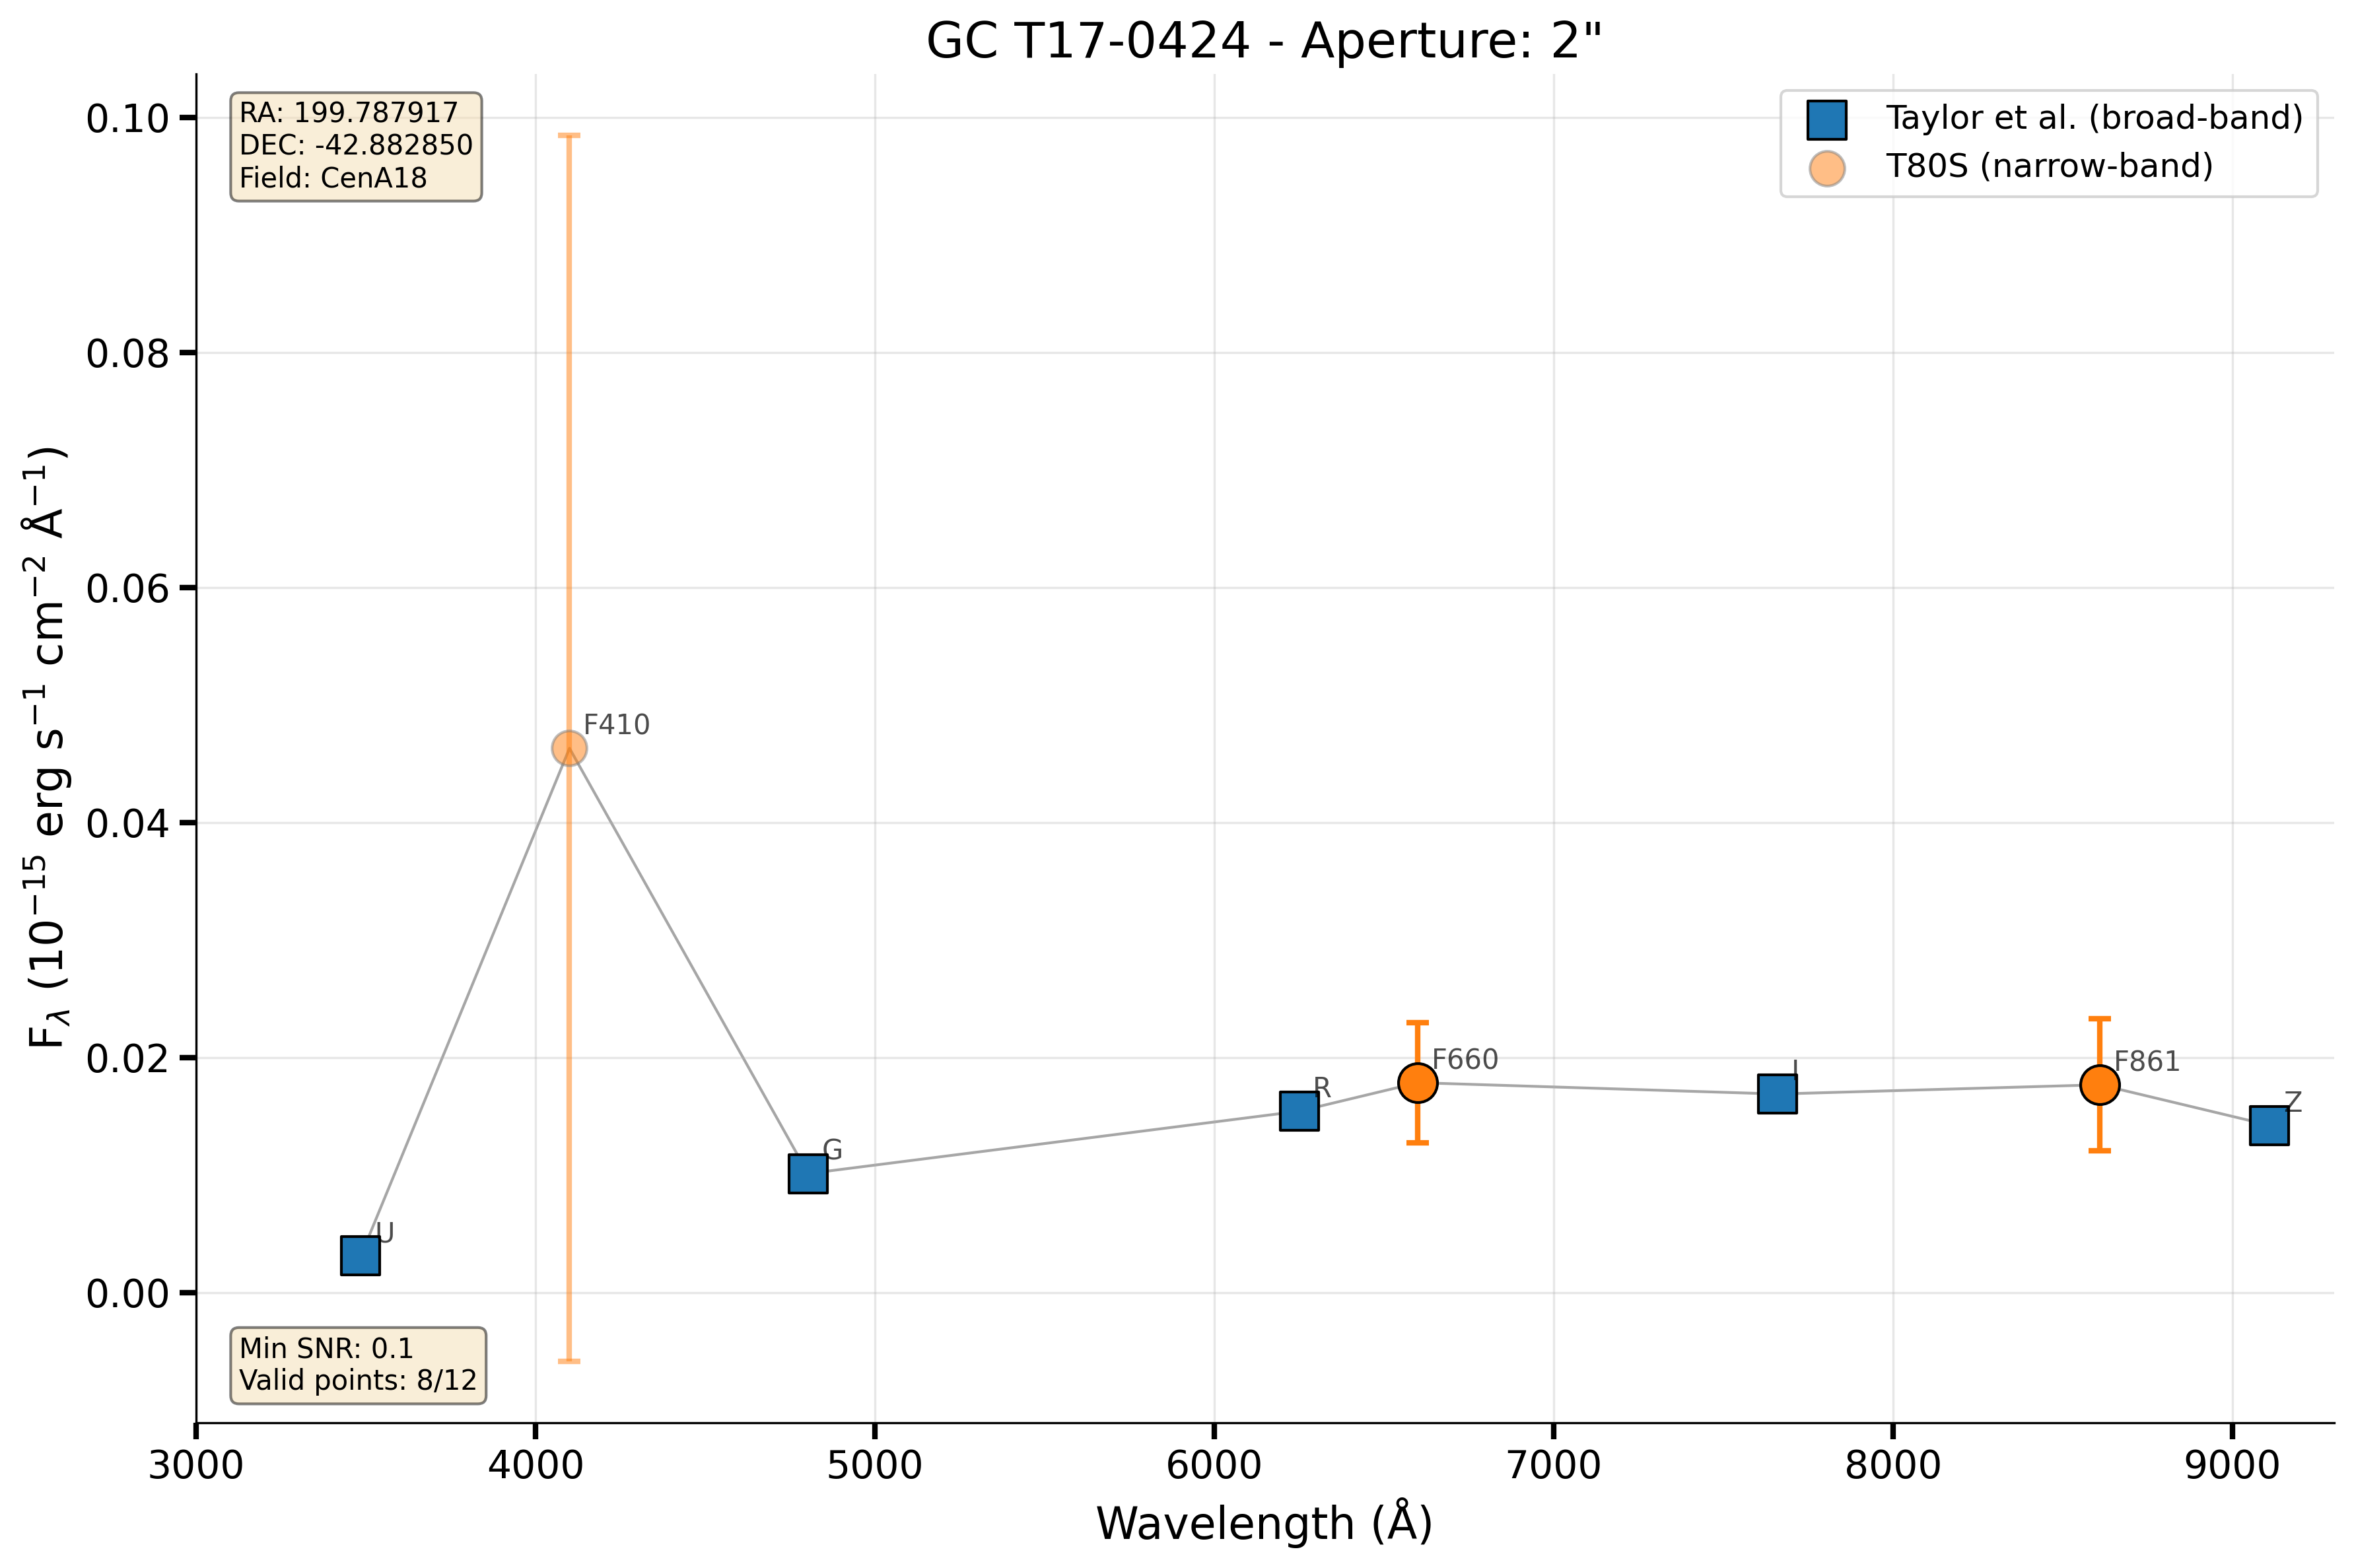 GC T17-0424 - Aperture: 2"
RA: 199.787917
DEC: -42.882850
Field: CenA18
Taylor et al. (broad-band)
T80S (narrow-band)
0.10
0.08
0.06
0.04
0.02
0.00
F410
F660
F861
I
R
Z
G
U
Min SNR: 0.1
Valid points: 8/12
3000
4000
5000
6000
7000
8000
9000
Wavelength (Å)
Fλ (10⁻¹⁵ erg s⁻¹ cm⁻² Å⁻¹)